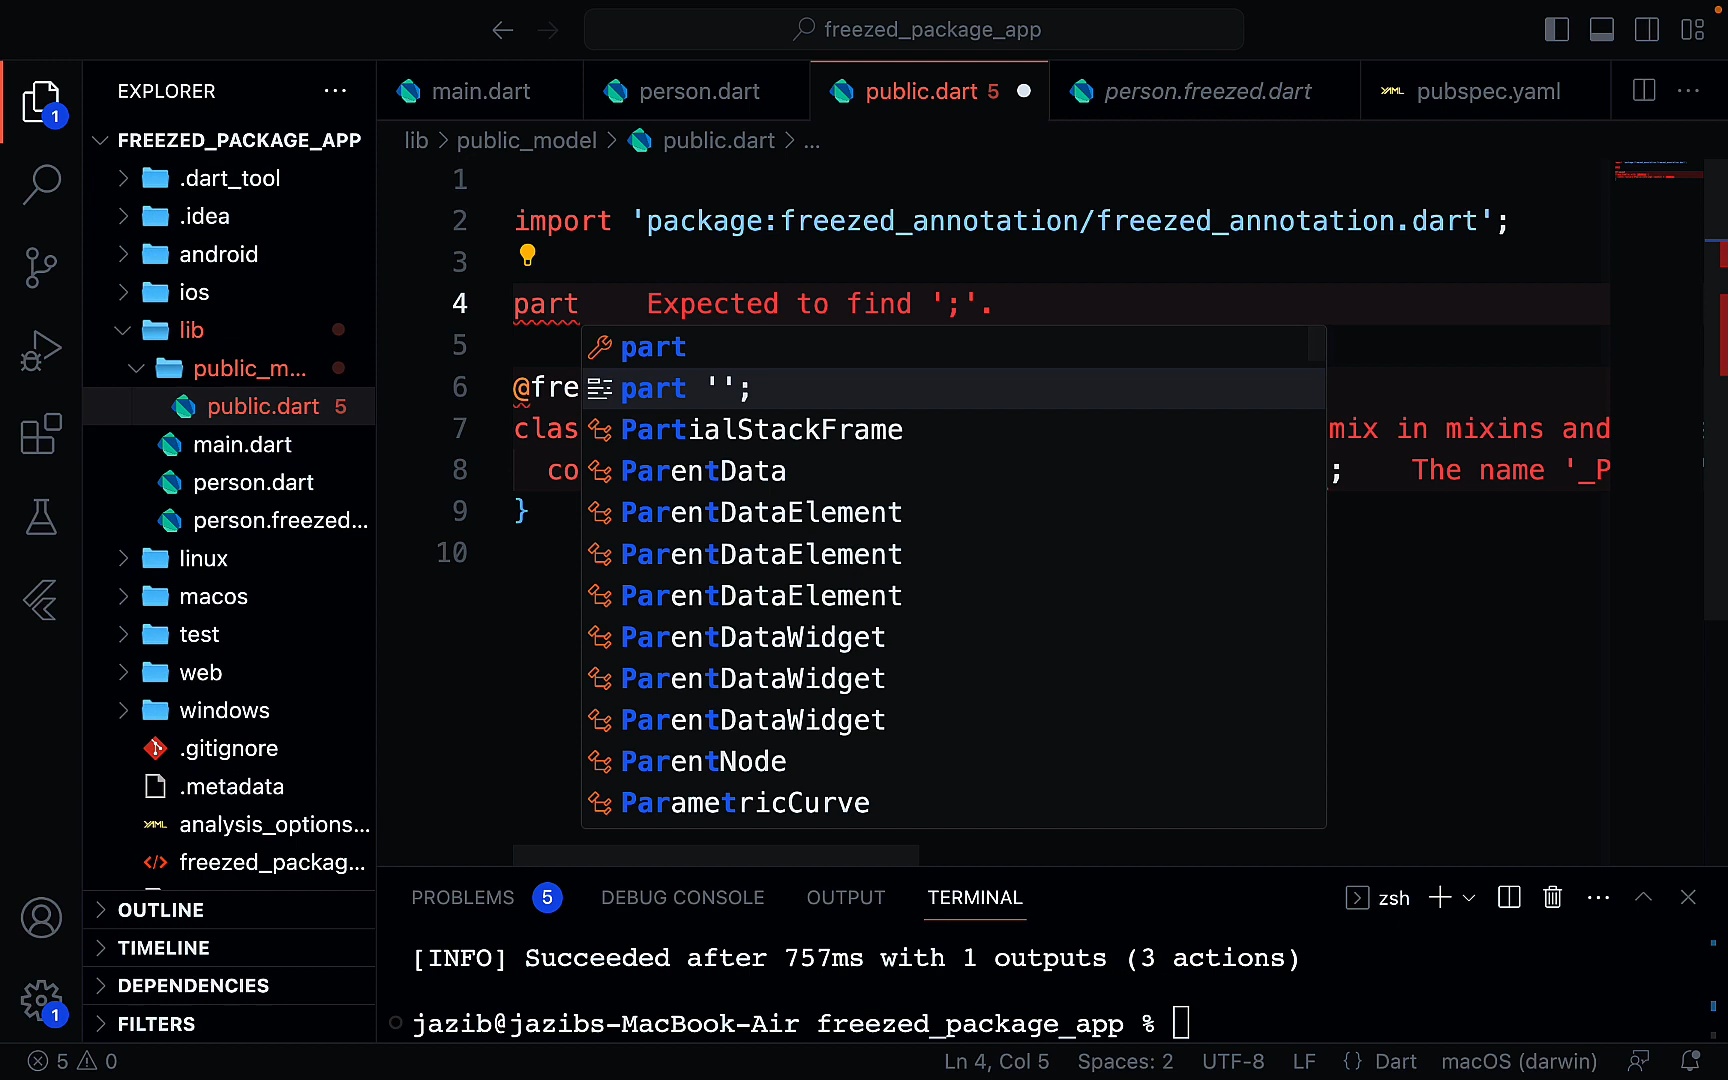 freezed_package_app
1
EXPLORER
FREEZED_PACKAGE_APP
.dart_tool
.idea
android
ios
lib
public_m...
public.dart 5
main.dart
person.dart
person.freezed...
linux
macos
test
web
windows
.gitignore
.metadata
analysis_options...
freezed_packag...
OUTLINE
TIMELINE
DEPENDENCIES
FILTERS
1
main.dart
person.dart
public.dart 5
person.freezed.dart
pubspec.yaml
lib > public_model > public.dart > ...
1
2 import 'package:freezed_annotation/freezed_annotation.dart';
3
4 part Expected to find ';'.
5
6 @fre
7 clas mix in mixins and
8 co ; The name '_P
9 }
10
part
part '';
PartialStackFrame
ParentData
ParentDataElement
ParentDataElement
ParentDataElement
ParentDataWidget
ParentDataWidget
ParentDataWidget
ParentNode
ParametricCurve
PROBLEMS 5 DEBUG CONSOLE OUTPUT TERMINAL zsh
[INFO] Succeeded after 757ms with 1 outputs (3 actions)
jazib@jazibs-MacBook-Air freezed_package_app %
5 0 Ln 4, Col 5 Spaces: 2 UTF-8 LF {} Dart macOS (darwin)